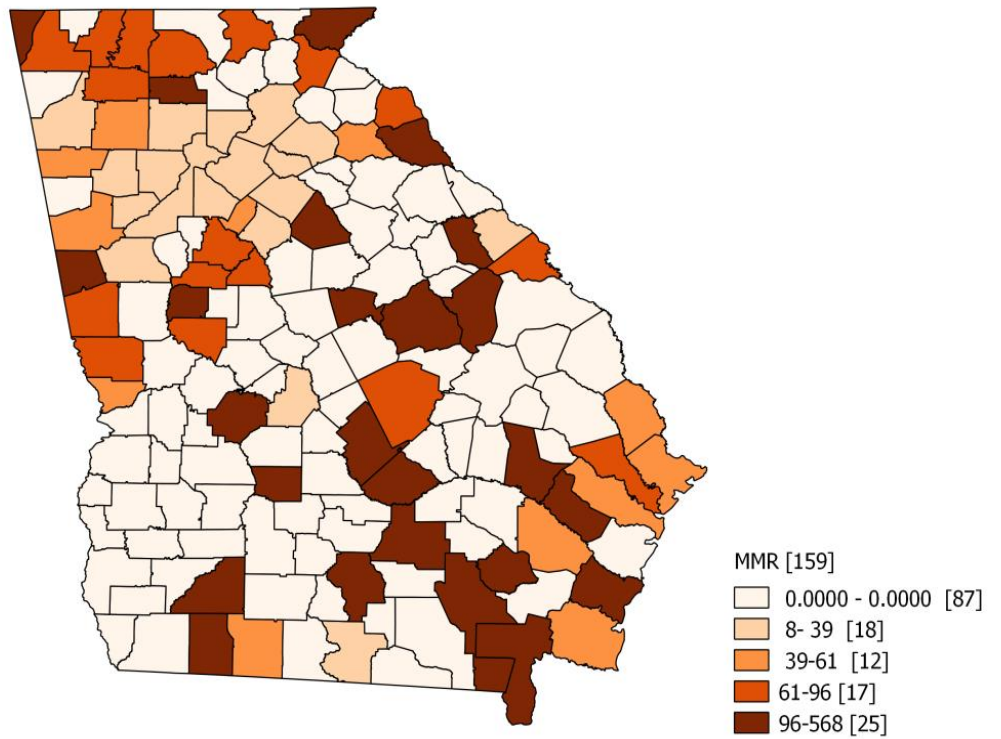 MMR [159]
0.0000 - 0.0000 [87]
8- 39 [18]
39-61 [12]
61-96 [17]
96-568 [25]